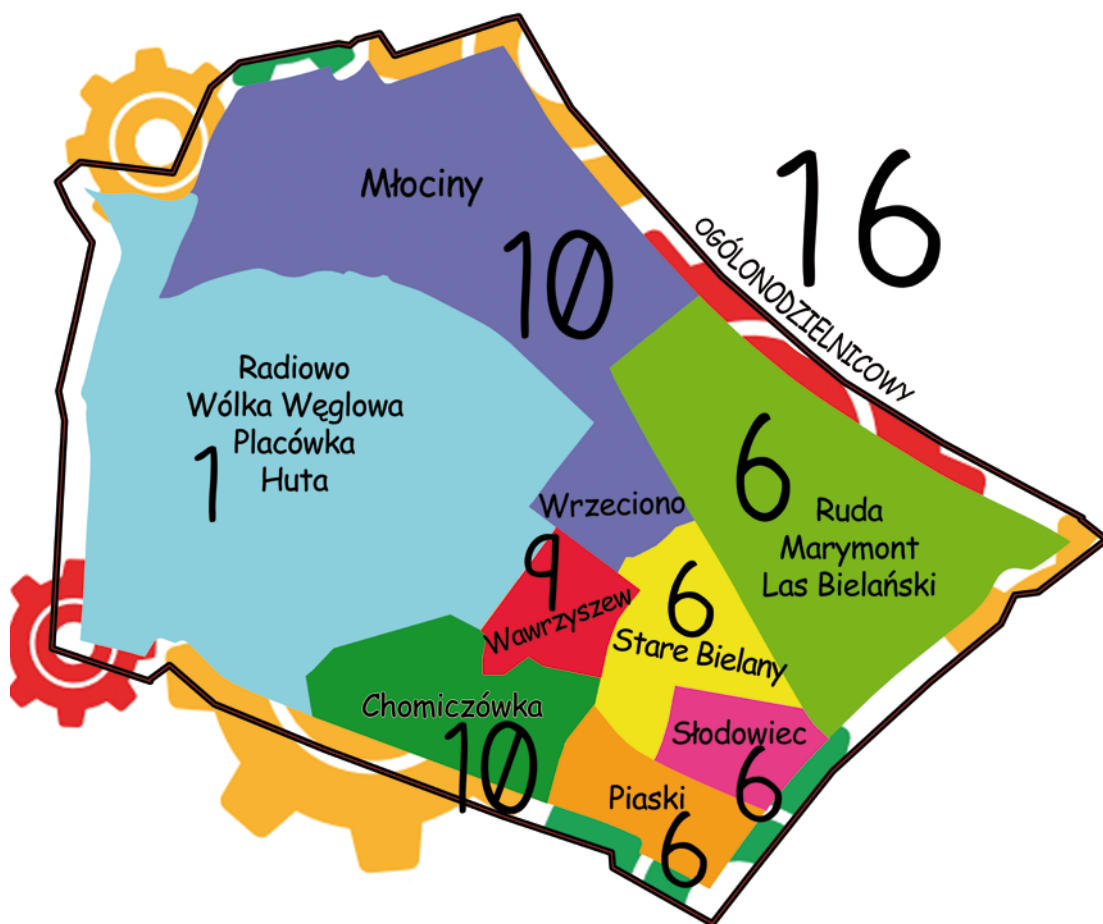 Młociny
10
16
OGÓLONODZIELNICOWY
Radiowo
Wólka Węglowa
Placówka
Huta
1
6
Ruda
Marymont
Las Bielański
Wrzeciono
9
Wawrzyszew
6
Stare Bielany
Chomiczówka
10
Słodowiec
6
Piaski
6